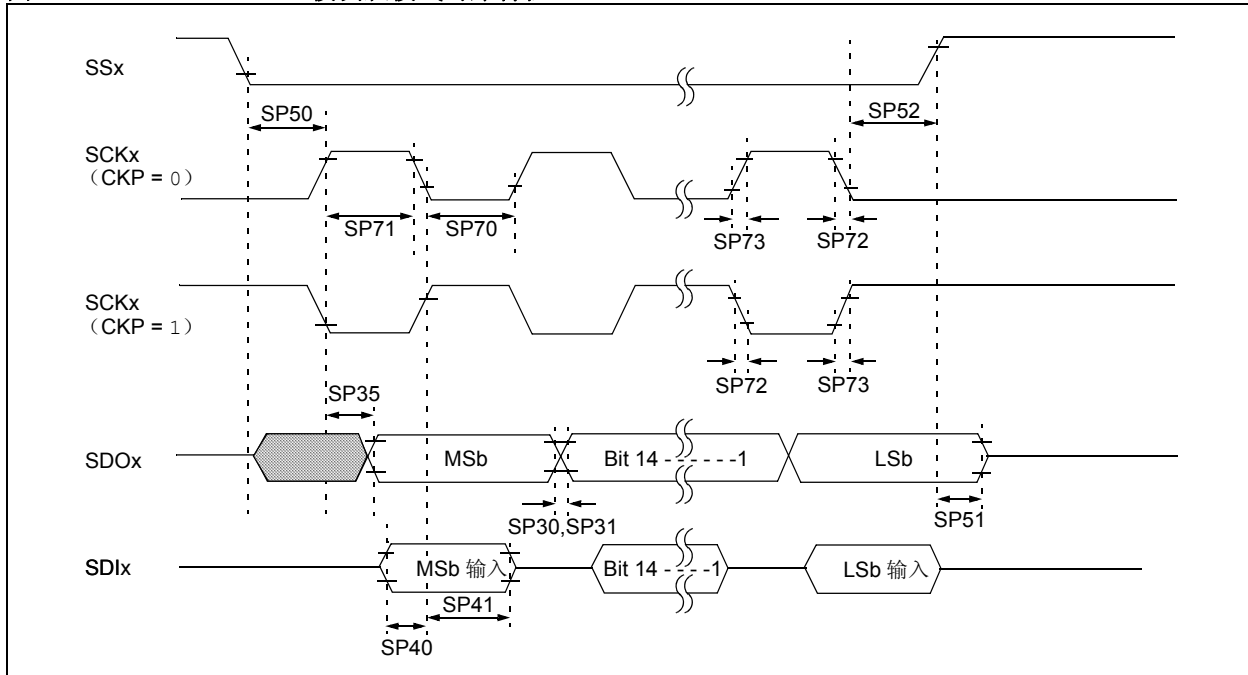 SSx
SP50
SP52
SCKx
（CKP = 0）
SP71
SP70
SP73
SP72
SCKx
（CKP = 1）
SP72
SP73
SP35
SDOx
MSb
Bit 14 - - - - - -1
LSb
SP30,SP31
SP51
SDIx
MSb 输入
Bit 14 - - - - -1
LSb 输入
SP41
SP40